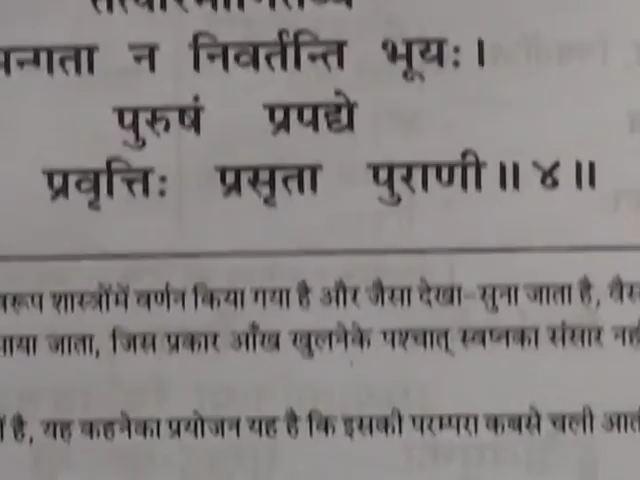 न्गता न निवर्तन्ति भूयः।
पुरुषं प्रपद्ये
प्रवृत्तिः प्रसृता पुराणी॥४॥
शास्त्रोंमें वर्णन किया गया है और जैसा देखा-सुना जाता है,
जाता, जिस प्रकार आँख खुलनेके पश्चात् स्वप्नका संसार
है, यह कहनेका प्रयोजन यह है कि इसकी परम्परा कबसे चली